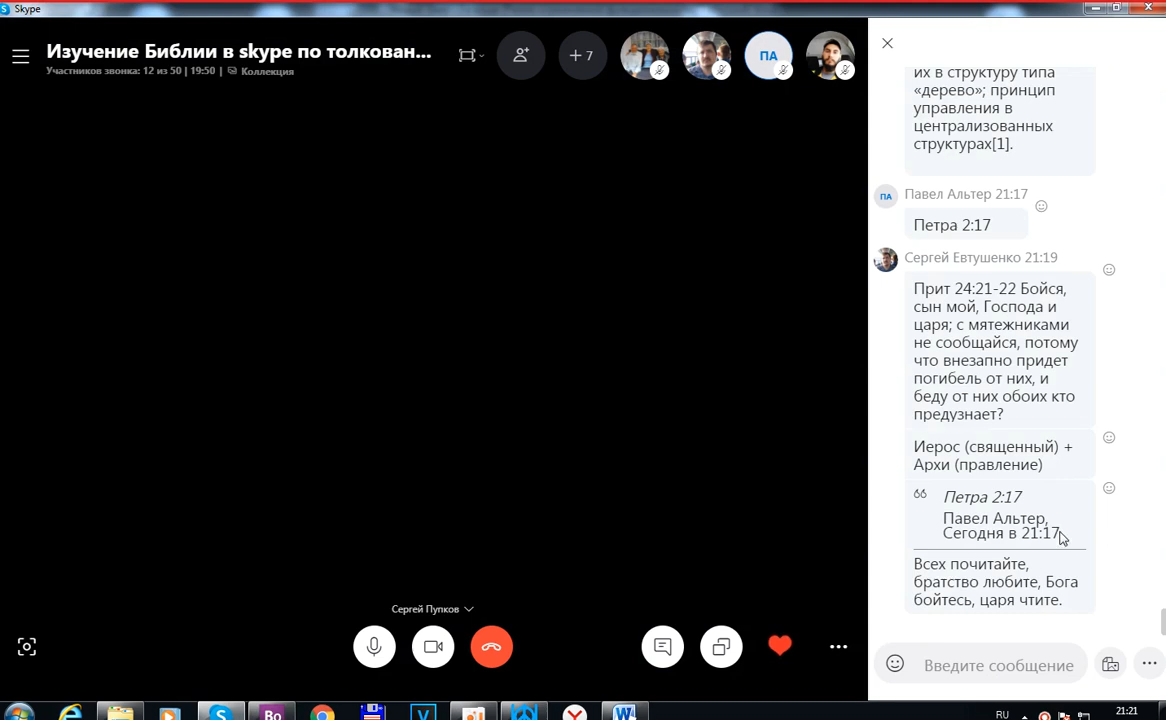 Skype
Изучение Библии в skype по толкован...
Участников звонка: 12 из 50 | 19:50 | Коллекция
+7
ПА
их в структуру типа
«дерево»; принцип
управления в
централизованных
структурах[1].
ПА
Павел Альтер 21:17
Петра 2:17
Сергей Евтушенко 21:19
Прит 24:21-22 Бойся,
сын мой, Господа и
царя; с мятежниками
не сообщайся, потому
что внезапно придет
погибель от них, и
беду от них обоих кто
предузнает?
Иерос (священный) +
Архи (правление)
Петра 2:17
Павел Альтер,
Сегодня в 21:17
Всех почитайте,
братство любите, Бога
бойтесь, царя чтите.
Сергей Пупков
Введите сообщение
Bo
RU
21:21